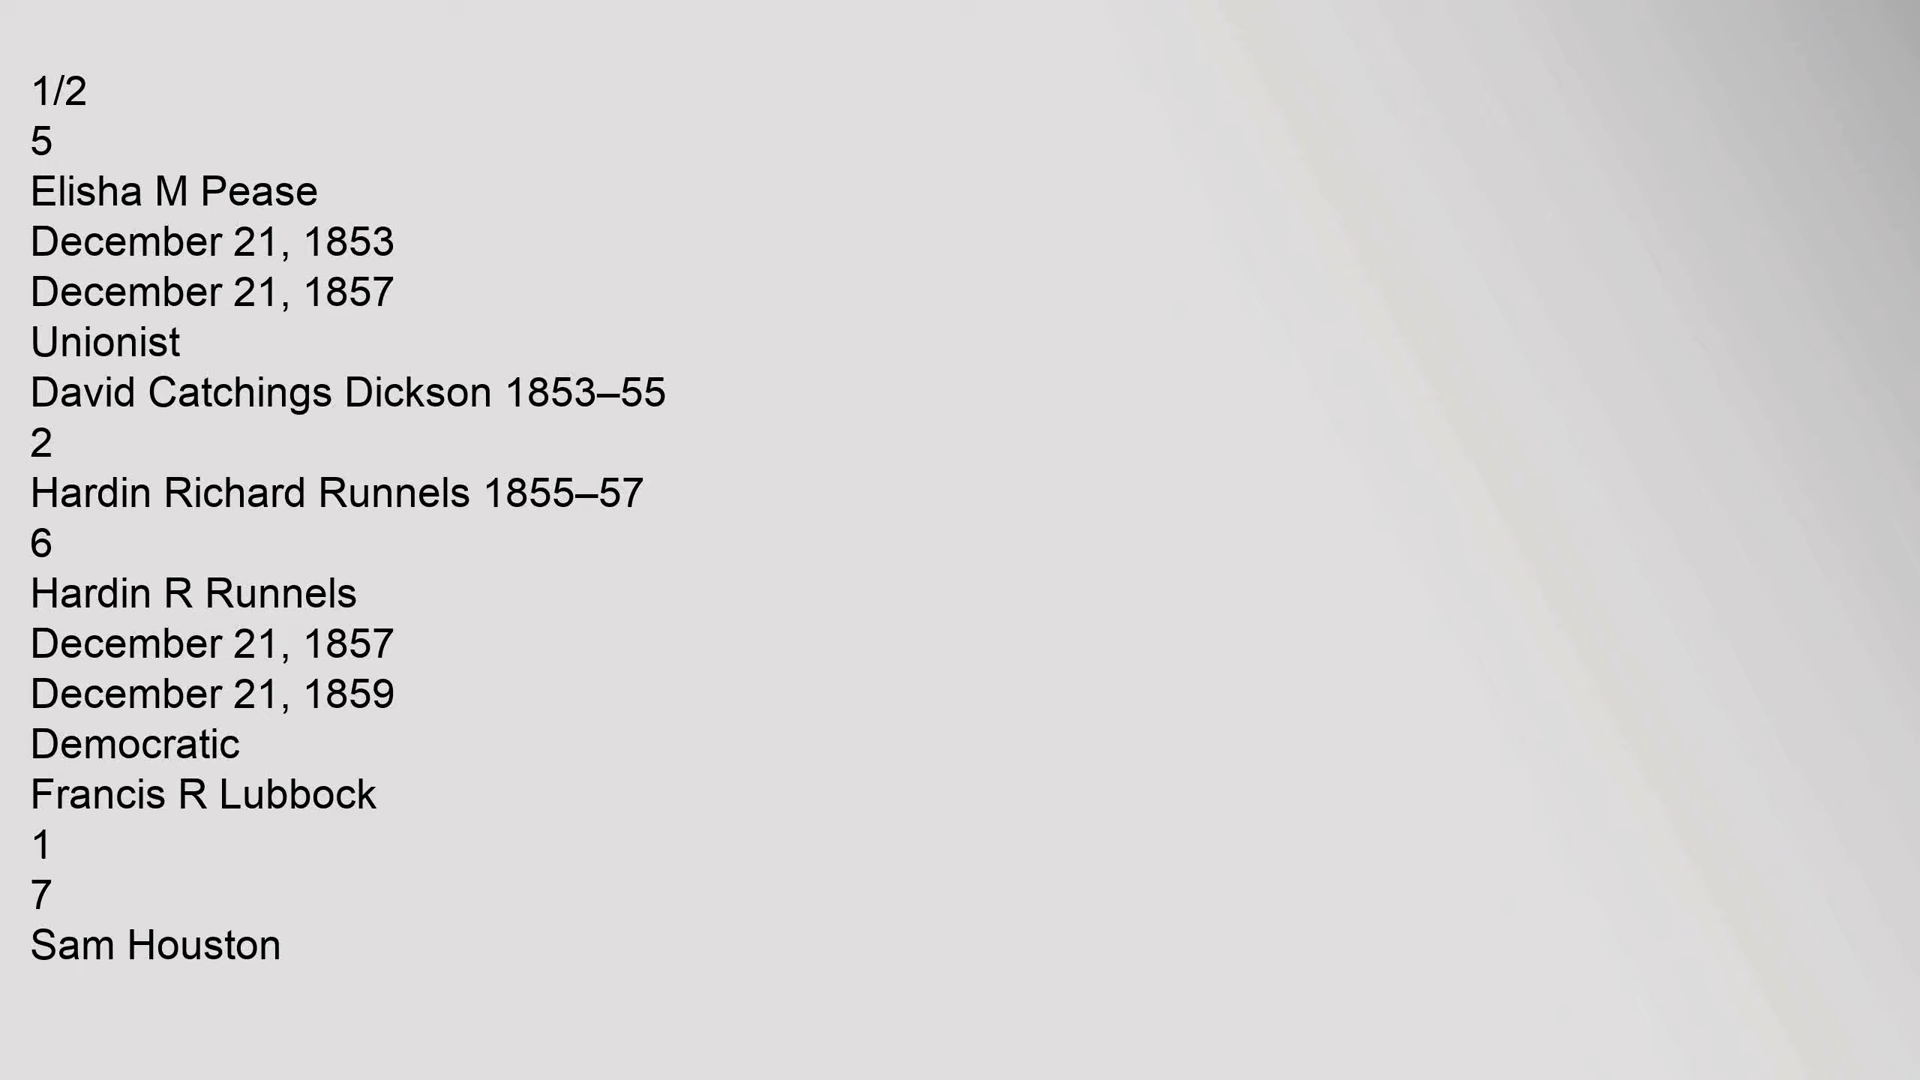 1/2
5
Elisha M Pease
December 21, 1853
December 21, 1857
Unionist
David Catchings Dickson 1853–55
2
Hardin Richard Runnels 1855–57
6
Hardin R Runnels
December 21, 1857
December 21, 1859
Democratic
Francis R Lubbock
1
7
Sam Houston